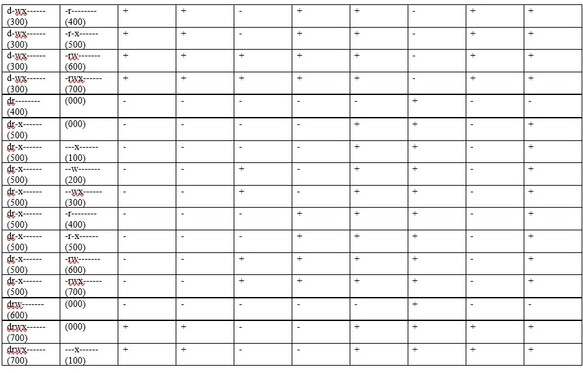 d-wx------ -r-------- + + - + + - + +
(300) (400)
d-wx------ -r-x------ + + - + + - + +
(300) (500)
d-wx------ -rw------- + + + + + - + +
(300) (600)
d-wx------ -rwx------ + + + + + - + +
(300) (700)
dr-------- (000) - - - - - + - -
(400)
dr-x------ (000) - - - - + + - +
(500)
dr-x------ ---x------ - - - - + + - +
(500) (100)
dr-x------ --w------- - - + - + + - +
(500) (200)
dr-x------ --wx------ - - + - + + - +
(500) (300)
dr-x------ -r-------- - - - + + + - +
(500) (400)
dr-x------ -r-x------ - - - + + + - +
(500) (500)
dr-x------ -rw------- - - + + + + - +
(500) (600)
dr-x------ -rwx------ - - + + + + - +
(500) (700)
drw------- (000) - - - - - + - -
(600)
drwx------ (000) + + - - + + + +
(700)
drwx------ ---x------ + + - - + + + +
(700) (100)